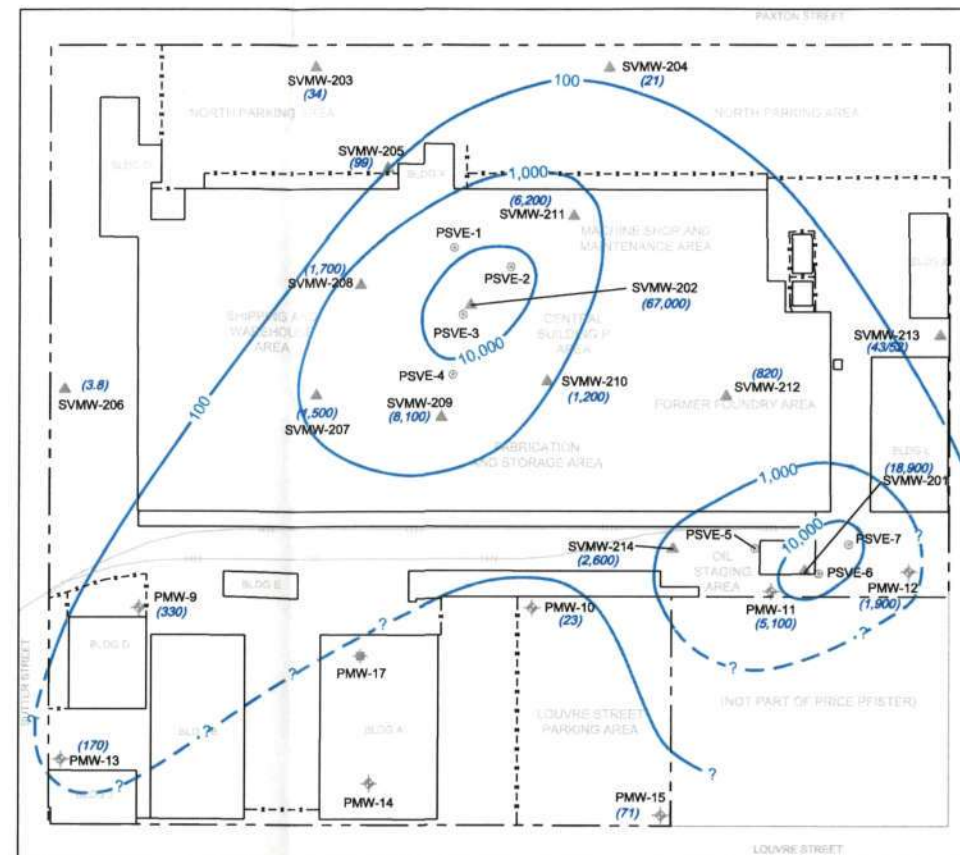 PAXTON STREET
SVMW-203
(34)
SVMW-204
(21)
100
NORTH PARKING AREA
NORTH PARKING AREA
SVMW-205
(99)
1,000
(6,200)
SVMW-211
MACHINE SHOP AND
MAINTENANCE AREA
PSVE-1
PSVE-2
(1,700)
SVMW-208
SVMW-202
(67,000)
PSVE-3
10,000
SVMW-213
(43/52)
(3.8)
SVMW-206
100
PSVE-4
SVMW-210
(1,200)
(820)
SVMW-212
FORMER FOUNDRY AREA
(1,500)
SVMW-207
SVMW-209
(8,100)
FABRICATION
AND STORAGE AREA
BLDG L
(18,900)
SVMW-201
1,000
PSVE-5
10,000
PSVE-7
SVMW-214
(2,600)
OIL
STAGING
AREA
PSVE-6
PMW-12
(1,900)
PMW-11
(5,100)
BLDG E
PMW-9
(330)
PMW-10
(23)
?
?
?
BLDG D
PMW-17
?
?
SUTTER STREET
LOUVRE STREET
PARKING AREA
(NOT PART OF PRICE PFISTER)
BLDG A
(170)
PMW-13
?
PMW-14
?
PMW-15
(71)
LOUVRE STREET